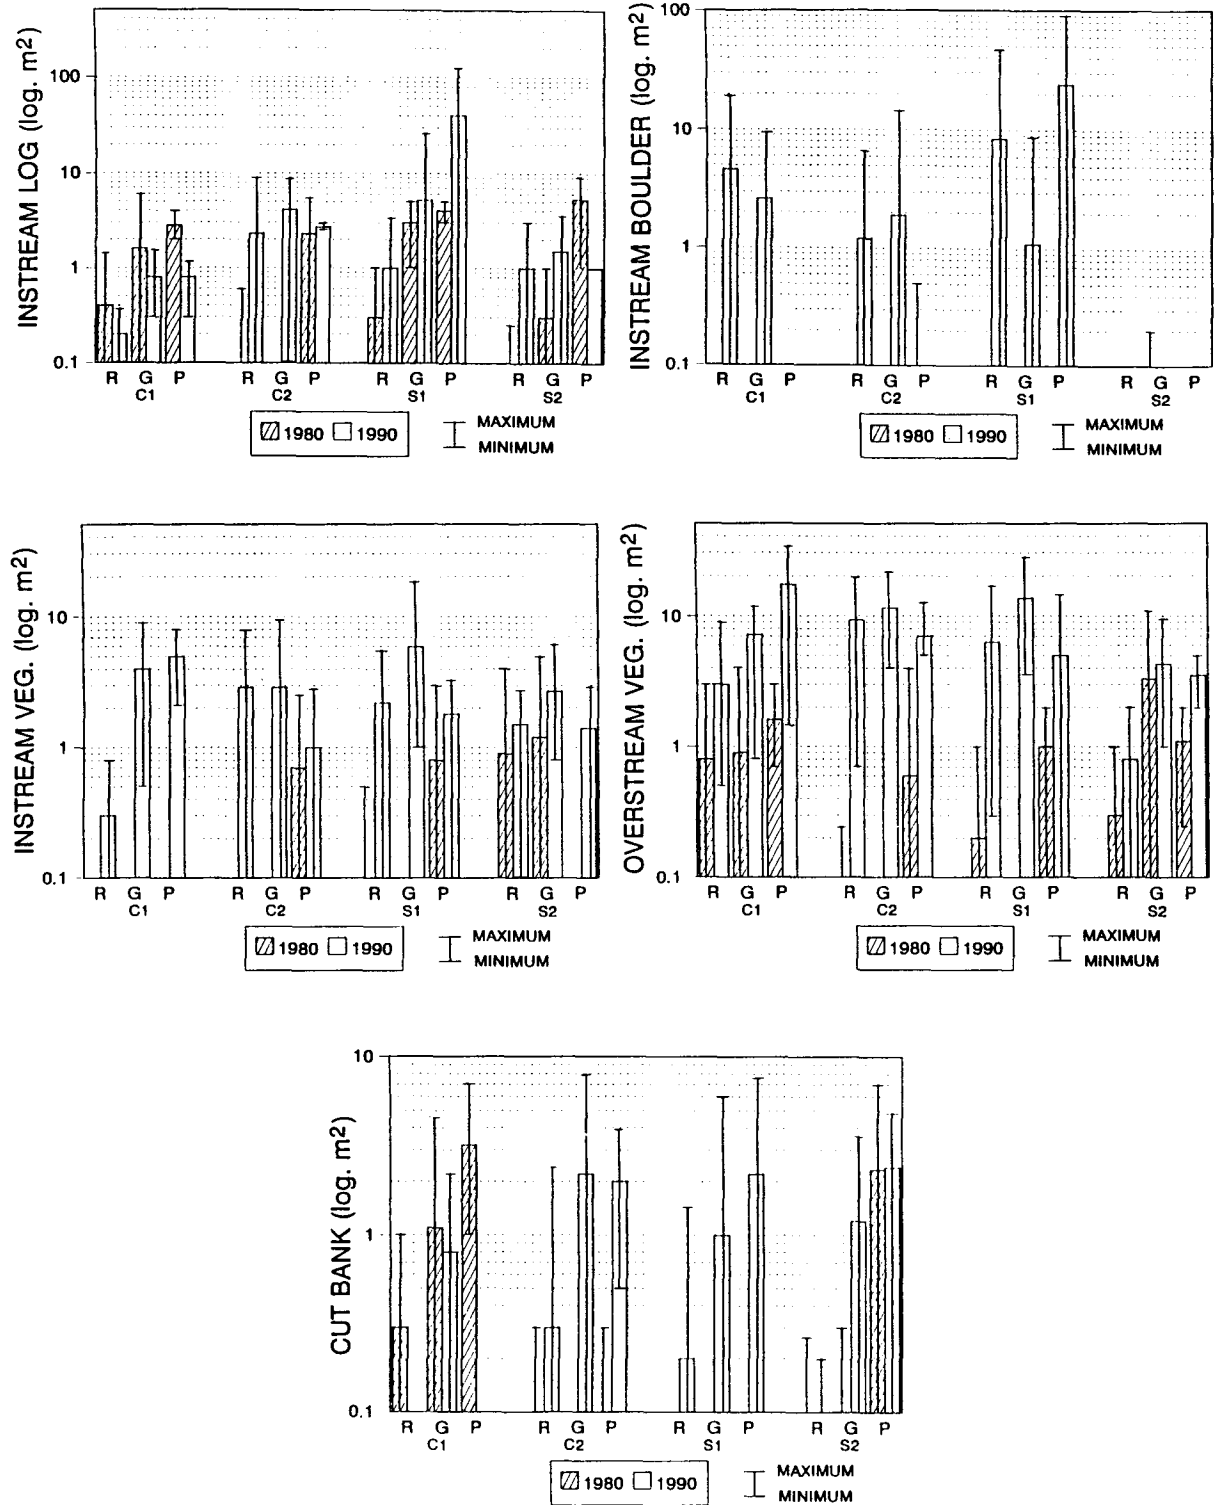 INSTREAM LOG (log. m²)
100
10
1
0.1
R G P
C1
R G P
C2
R G P
S1
R G P
S2
1980 1990
MAXIMUM
MINIMUM
INSTREAM BOULDER (log. m²)
100
10
1
0.1
R G P
C1
R G P
C2
R G P
S1
R G P
S2
1980 1990
MAXIMUM
MINIMUM
INSTREAM VEG. (log. m²)
10
1
0.1
R G P
C1
R G P
C2
R G P
S1
R G P
S2
1980 1990
MAXIMUM
MINIMUM
OVERSTREAM VEG. (log. m²)
10
1
0.1
R G P
C1
R G P
C2
R G P
S1
R G P
S2
1980 1990
MAXIMUM
MINIMUM
CUT BANK (log. m²)
10
1
0.1
R G P
C1
R G P
C2
R G P
S1
R G P
S2
1980 1990
MAXIMUM
MINIMUM